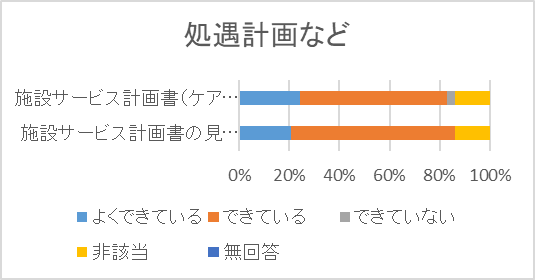 処遇計画など
施設サービス計画書(ケア…
施設サービス計画書の見…
0% 20% 40% 60% 80% 100%
よくできている できている できていない
非該当 無回答